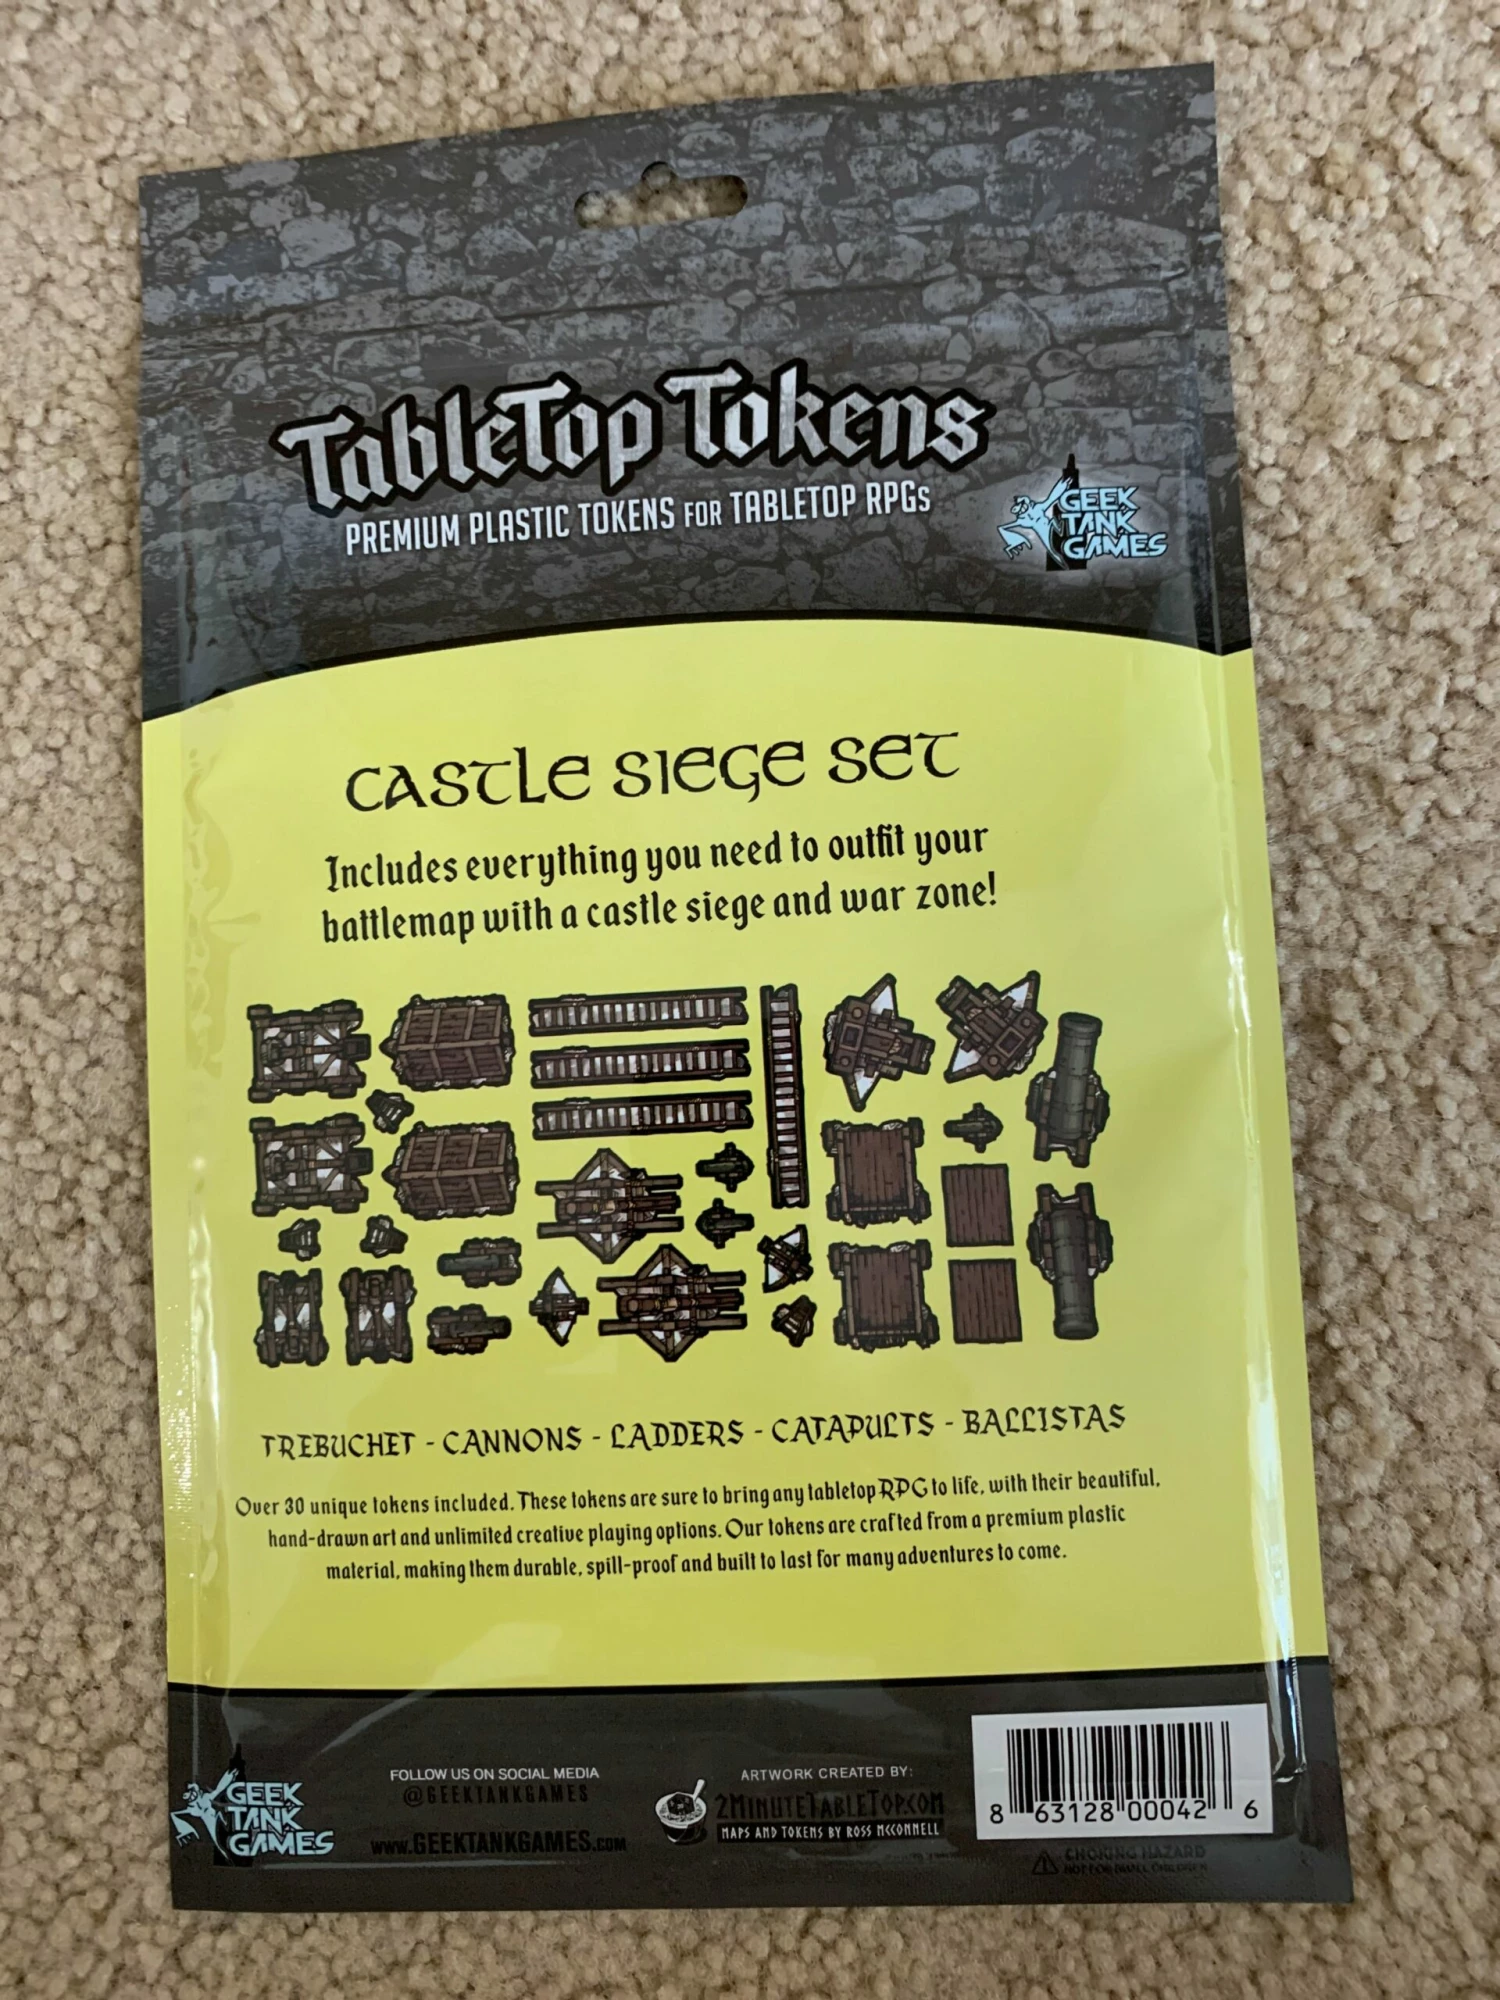 TableTop Tokens
PREMIUM PLASTIC TOKENS FOR TABLETOP RPGs
GEEK
TANK
GAMES
CASTLE SIEGE SET
Includes everything you need to outfit your
battlemap with a castle siege and war zone!
TREBUCHET - CANNONS - LADDERS - CATAPULTS - BALLISTAS
Over 30 unique tokens included. These tokens are sure to bring any tabletop RPG to life, with their beautiful,
hand-drawn art and unlimited creative playing options. Our tokens are crafted from a premium plastic
material, making them durable, spill-proof and built to last for many adventures to come.
GEEK
TANK
GAMES
FOLLOW US ON SOCIAL MEDIA
@GEEKTANKGAMES
www.GEEKTANKGAMES.com
ARTWORK CREATED BY:
2MINUTETABLETOP.COM
MAPS AND TOKENS BY ROSS MCCONNELL
8 63128 00042 6
CHOKING HAZARD
NOT FOR SMALL CHILDREN